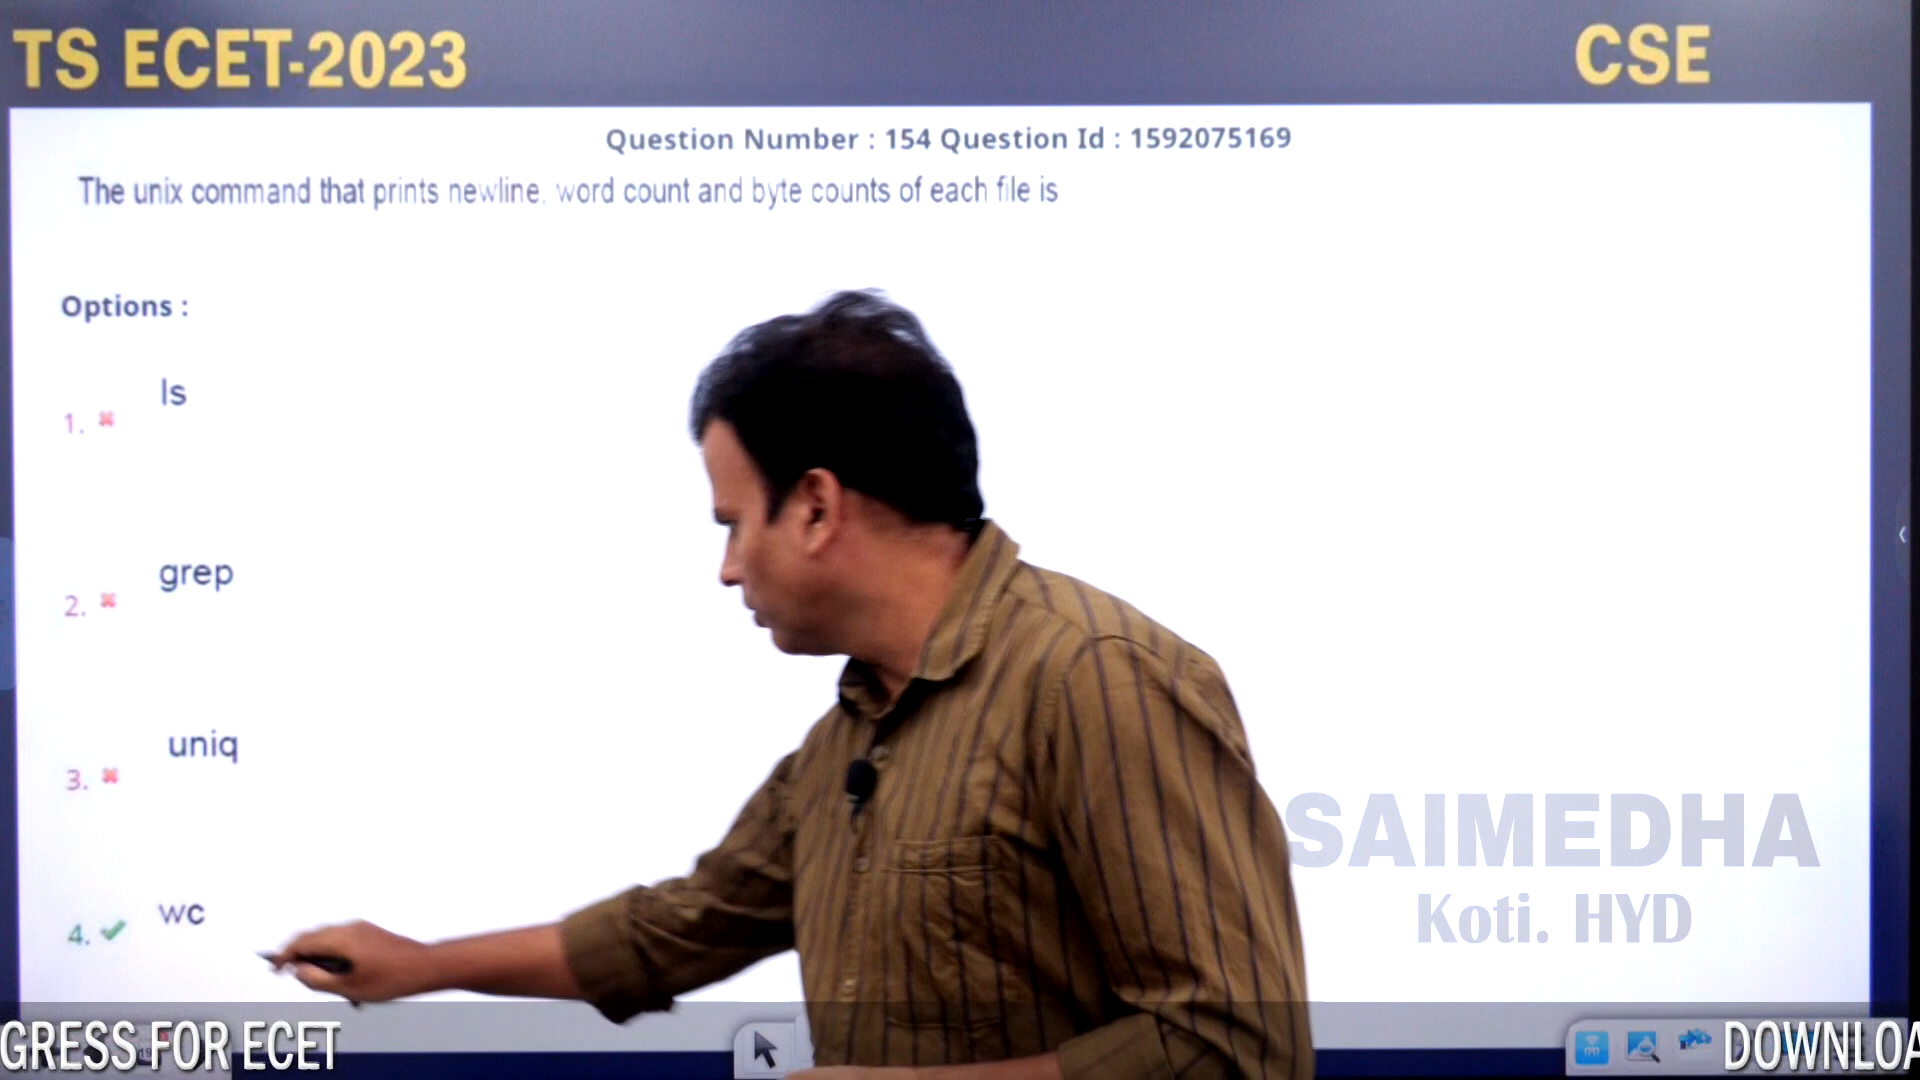 TS ECET-2023
CSE
Question Number : 154 Question Id : 1592075169
The unix command that prints newline, word count and byte counts of each file is
Options :
ls
1.
grep
2.
uniq
3.
wc
4.
SAIMEDHA
Koti. HYD
GRESS FOR ECET
DOWNLOA